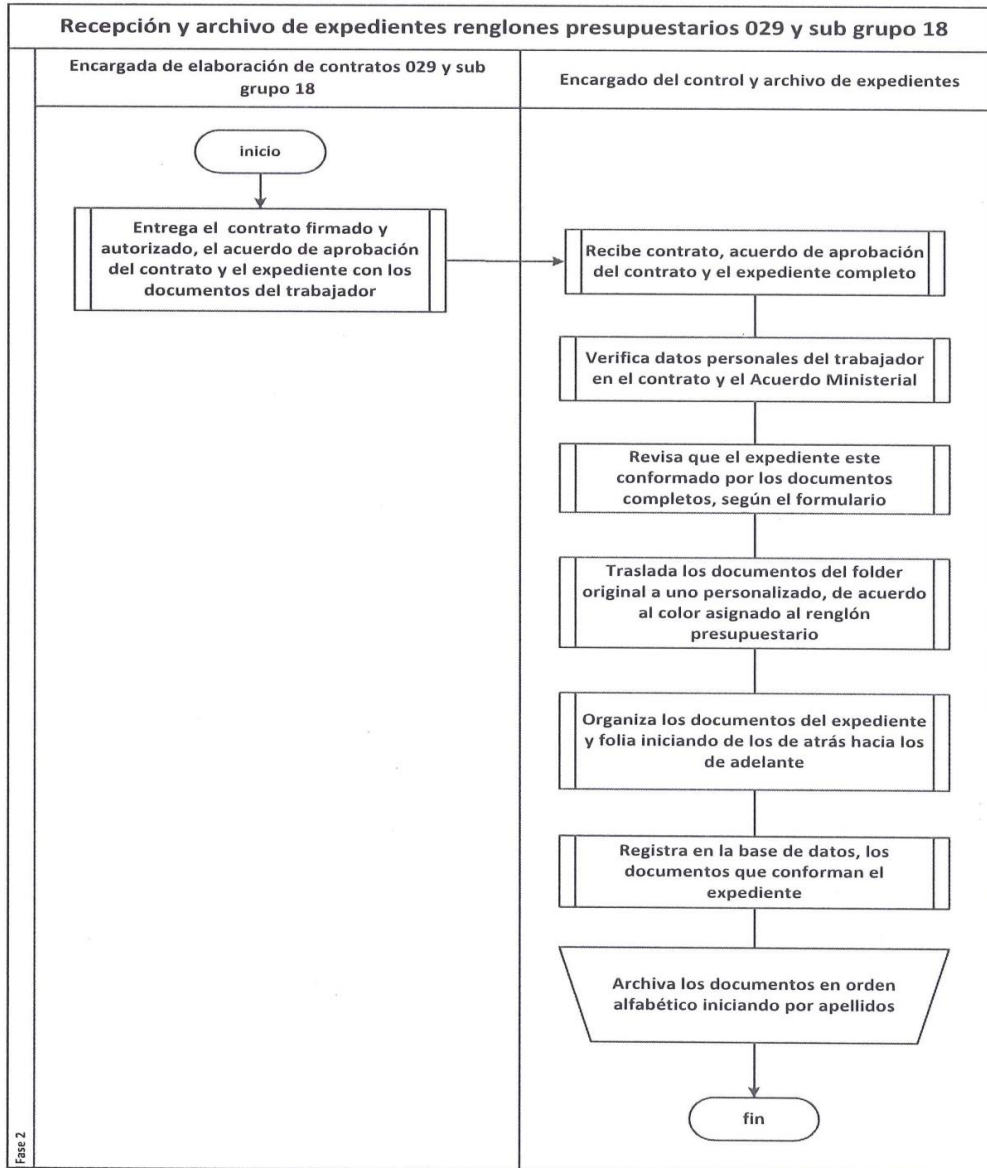 Recepción y archivo de expedientes renglones presupuestarios 029 y sub grupo 18
Encargada de elaboración de contratos 029 y sub
grupo 18
Encargado del control y archivo de expedientes
inicio
Entrega el contrato firmado y
autorizado, el acuerdo de aprobación
del contrato y el expediente con los
documentos del trabajador
Recibe contrato, acuerdo de aprobación
del contrato y el expediente completo
Verifica datos personales del trabajador
en el contrato y el Acuerdo Ministerial
Revisa que el expediente este
conformado por los documentos
completos, según el formulario
Traslada los documentos del folder
original a uno personalizado, de acuerdo
al color asignado al renglón
presupuestario
Organiza los documentos del expediente
y folia iniciando de los de atrás hacia los
de adelante
Registra en la base de datos, los
documentos que conforman el
expediente
Archiva los documentos en orden
alfabético iniciando por apellidos
fin
Fase 2